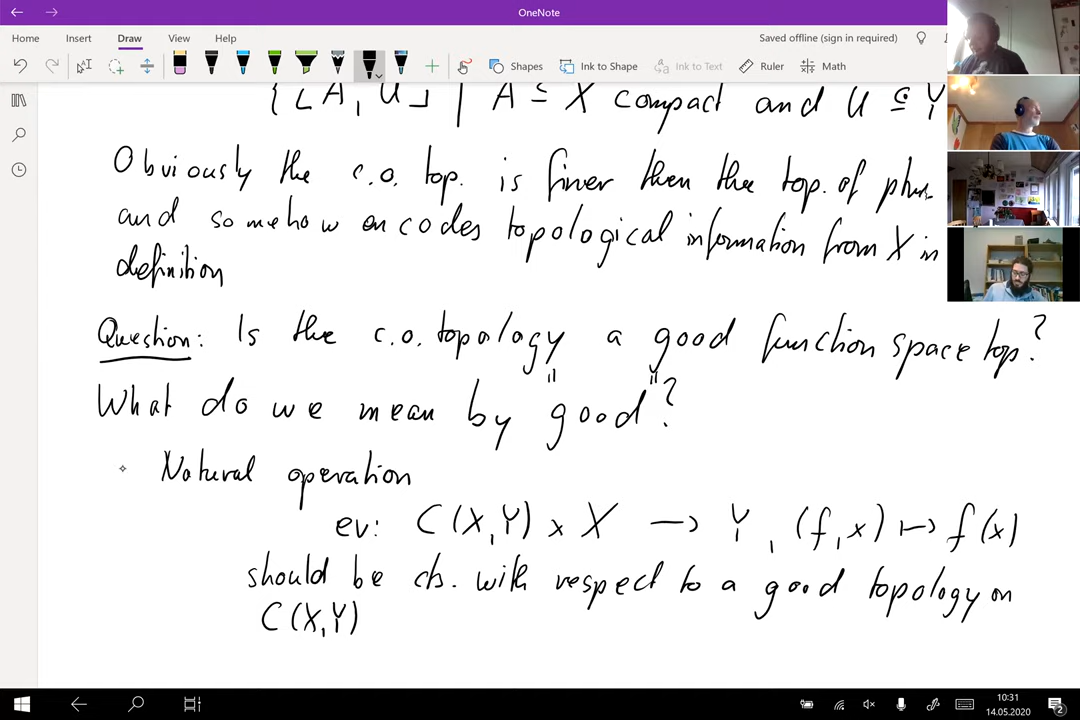 OneNote
Home Insert Draw View Help Saved offline (sign in required)
Shapes Ink to Shape Ink to Text Ruler Math
{⌊A, U⌋ | A ⊆ X compact and U ⊆ Y
Obviously the c.o. top. is finer then the top. of
and somehow encodes topological information from X in
definition
Question: Is the c.o. topology a good function space top.?
What do we mean by "good"?
Natural operation
ev: C(X,Y) × X → Y, (f,x) ↦ f(x)
should be cts. with respect to a good topology on
C(X,Y)
10:31
14.05.2020
2